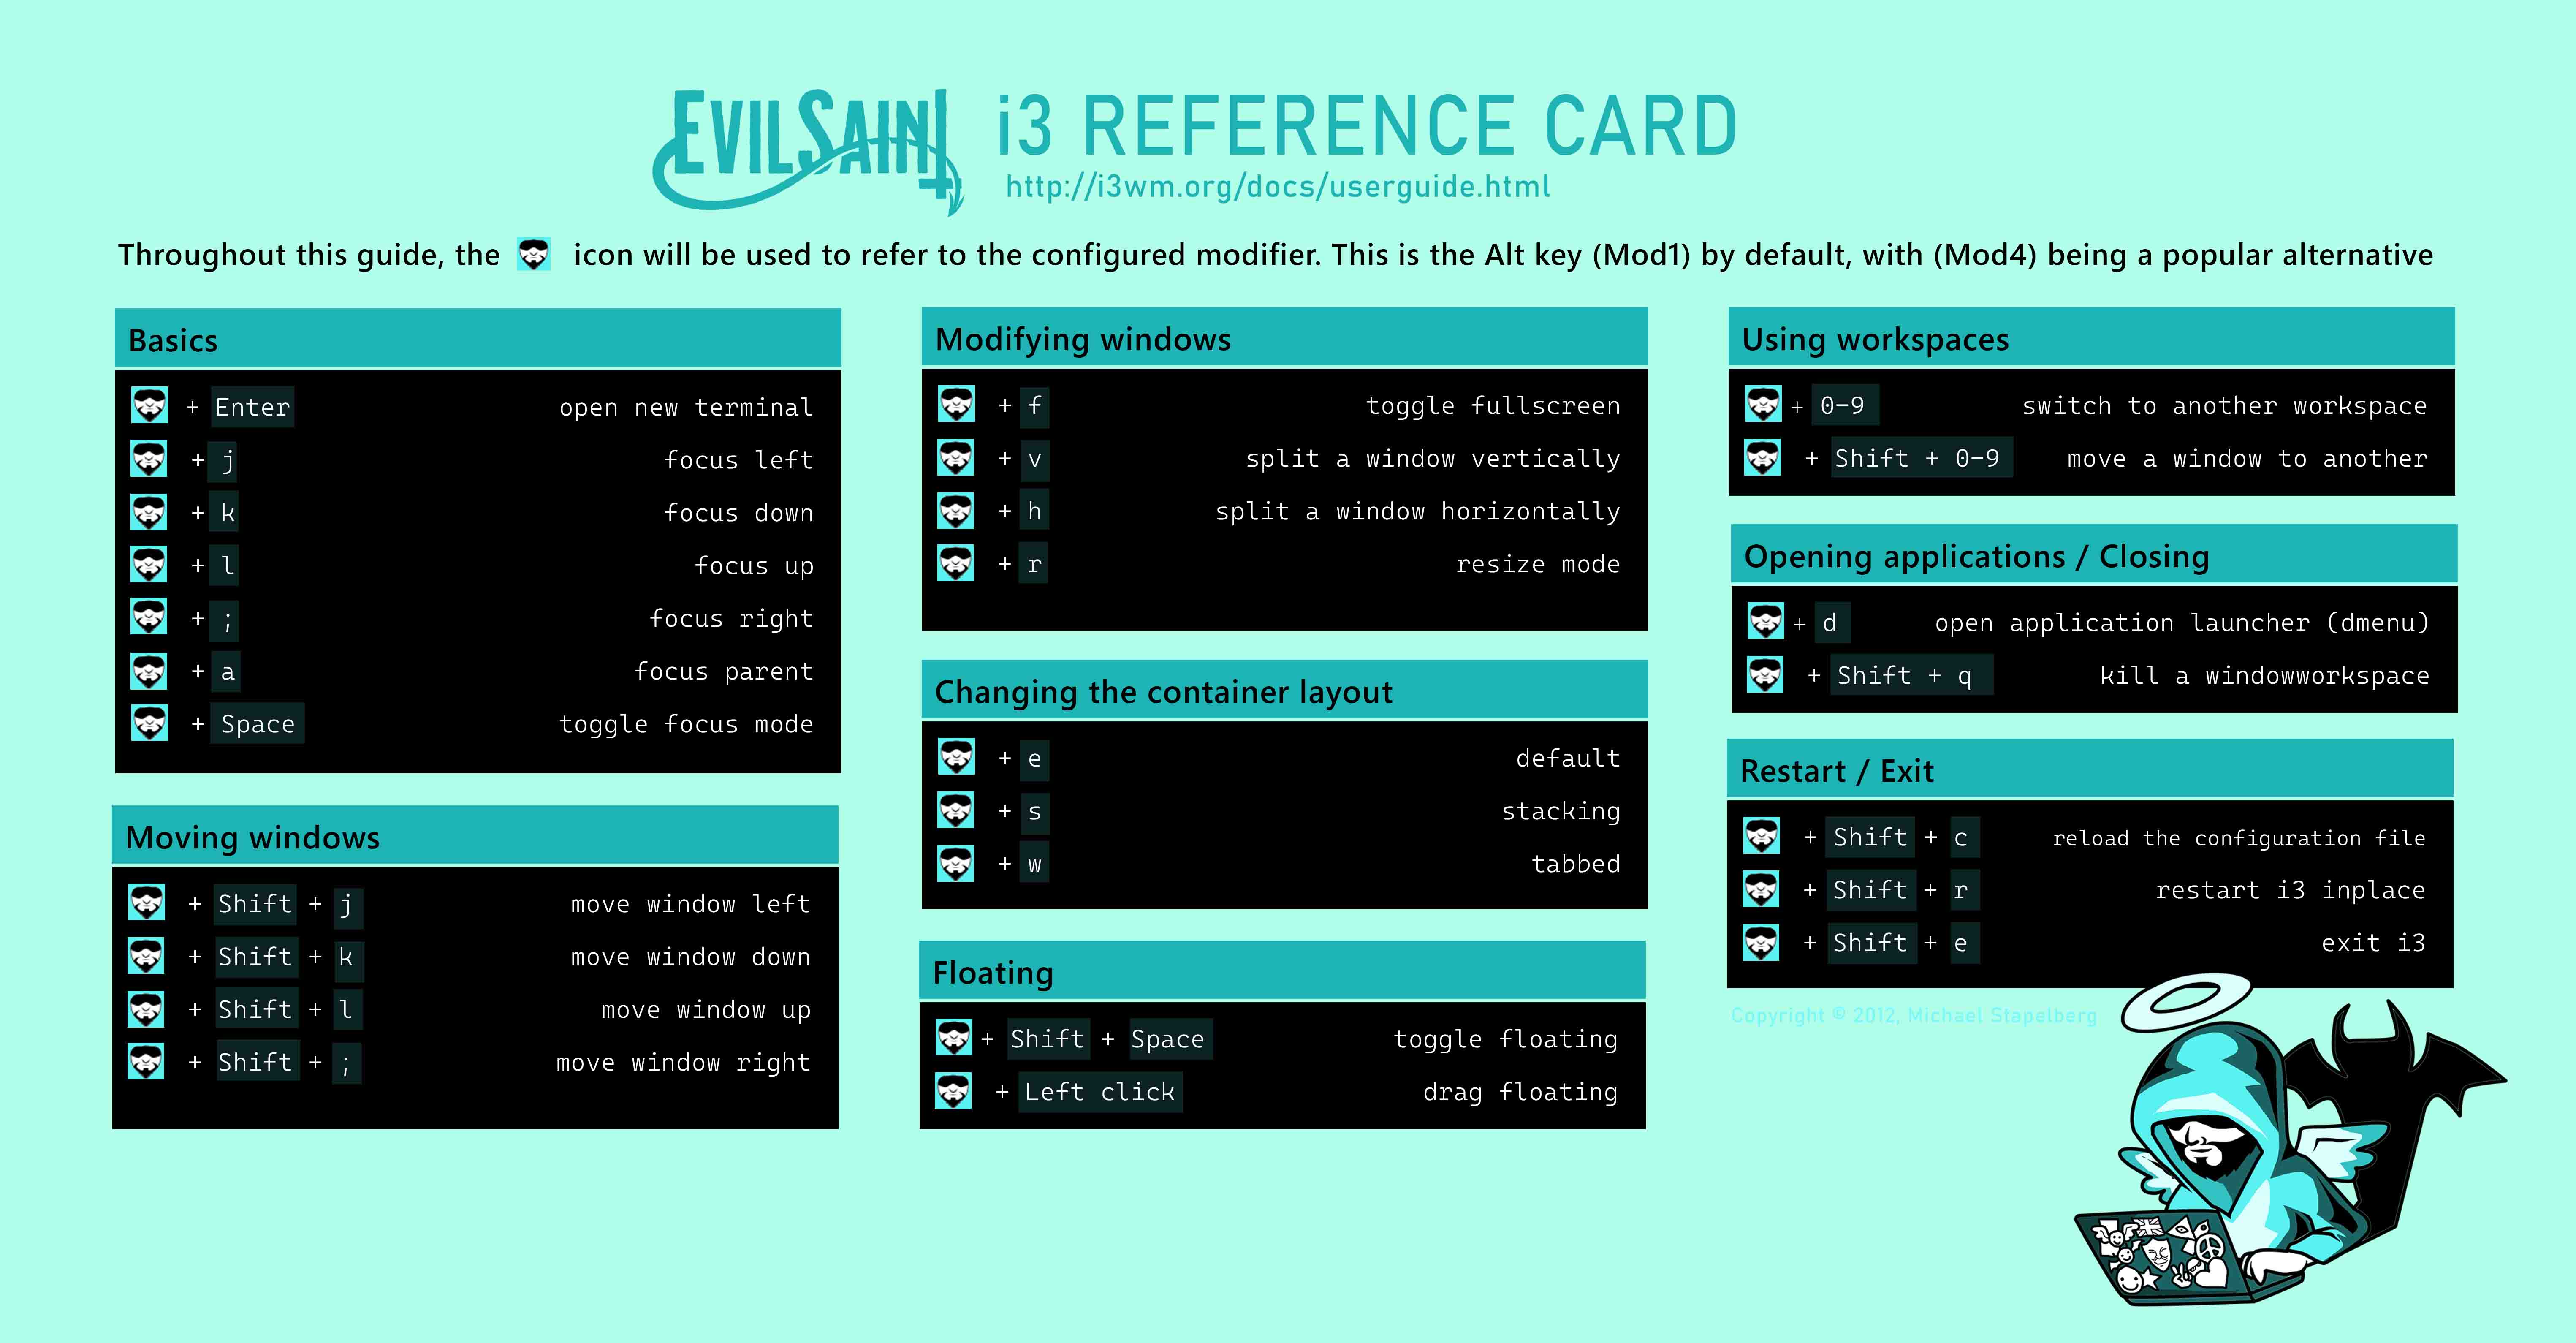 EVILSAINT
i3 REFERENCE CARD
http://i3wm.org/docs/userguide.html
Throughout this guide, the icon will be used to refer to the configured modifier. This is the Alt key (Mod1) by default, with (Mod4) being a popular alternative
Basics
+ Enter open new terminal
+ j focus left
+ k focus down
+ l focus up
+ ; focus right
+ a focus parent
+ Space toggle focus mode
Moving windows
+ Shift + j move window left
+ Shift + k move window down
+ Shift + l move window up
+ Shift + ; move window right
Modifying windows
+ f toggle fullscreen
+ v split a window vertically
+ h split a window horizontally
+ r resize mode
Changing the container layout
+ e default
+ s stacking
+ w tabbed
Floating
+ Shift + Space toggle floating
+ Left click drag floating
Using workspaces
+ 0-9 switch to another workspace
+ Shift + 0-9 move a window to another
Opening applications / Closing
+ d open application launcher (dmenu)
+ Shift + q kill a windowworkspace
Restart / Exit
+ Shift + c reload the configuration file
+ Shift + r restart i3 inplace
+ Shift + e exit i3
Copyright © 2012, Michael Stapelberg